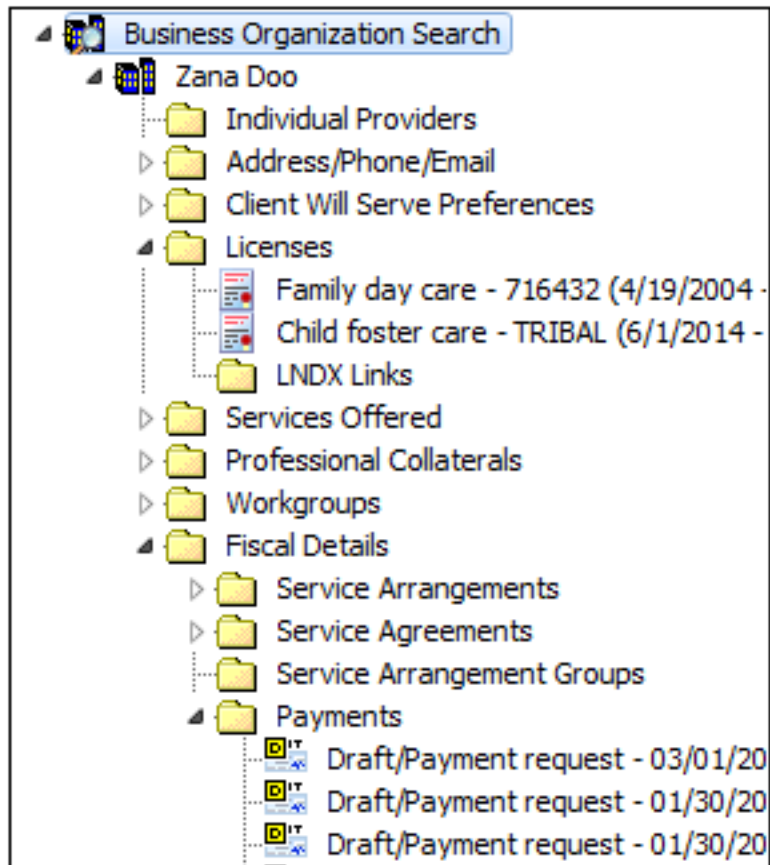 Business Organization Search
Zana Doo
Individual Providers
Address/Phone/Email
Client Will Serve Preferences
Licenses
Family day care - 716432 (4/19/2004 -
Child foster care - TRIBAL (6/1/2014 -
LNDX Links
Services Offered
Professional Collaterals
Workgroups
Fiscal Details
Service Arrangements
Service Agreements
Service Arrangement Groups
Payments
Draft/Payment request - 03/01/20
Draft/Payment request - 01/30/20
Draft/Payment request - 01/30/20